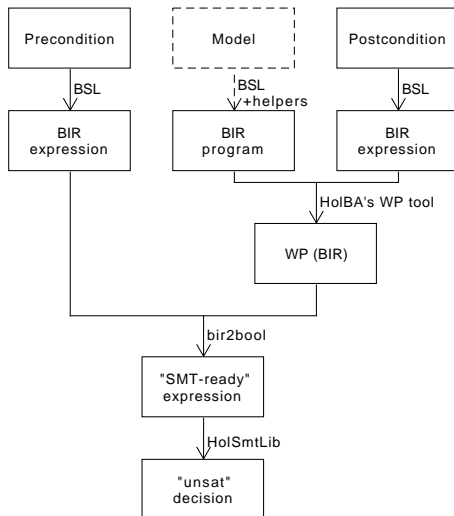 Precondition
Model
Postcondition
BSL
BSL
+helpers
BSL
BIR
expression
BIR
program
BIR
expression
HolBA's WP tool
WP (BIR)
bir2bool
"SMT-ready"
expression
HolSmtLib
"unsat"
decision